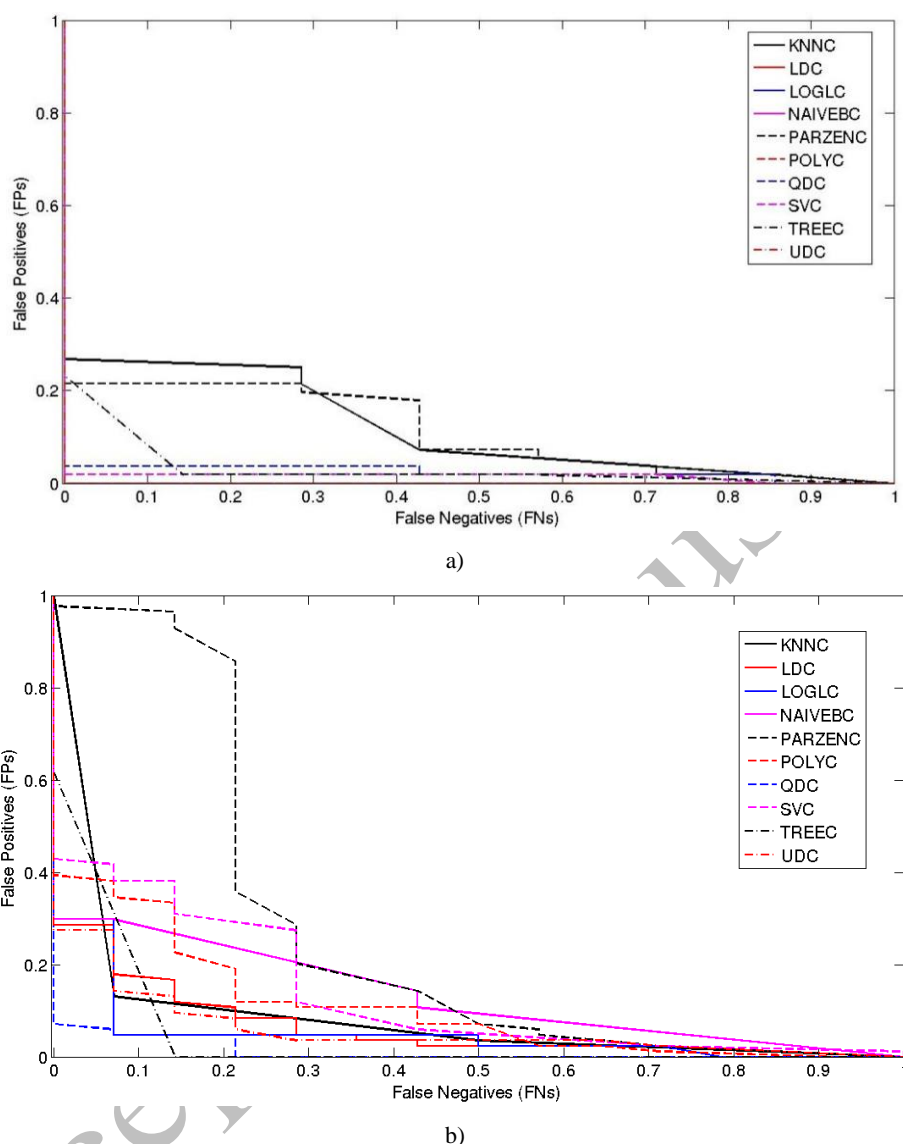 1
0.8
0.6
0.4
0.2
0
False Positives (FPs)
KNNC
LDC
LOGLC
NAIVEBC
PARZENC
POLYC
QDC
SVC
TREEC
UDC
0 0.1 0.2 0.3 0.4 0.5 0.6 0.7 0.8 0.9 1
False Negatives (FNs)
a)
1
0.8
0.6
0.4
0.2
0
False Positives (FPs)
KNNC
LDC
LOGLC
NAIVEBC
PARZENC
POLYC
QDC
SVC
TREEC
UDC
0 0.1 0.2 0.3 0.4 0.5 0.6 0.7 0.8 0.9 1
False Negatives (FNs)
b)